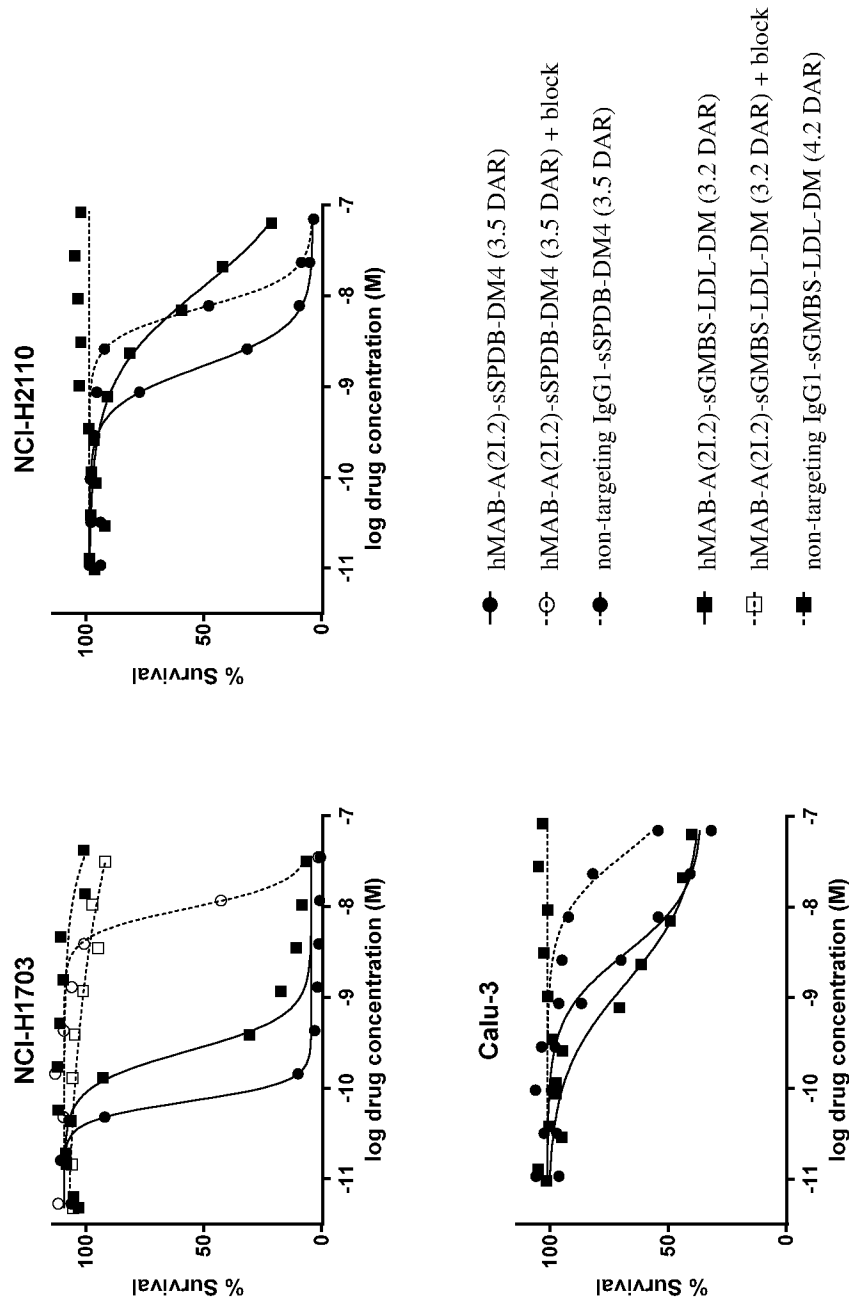 NCI-H1703
% Survival
100
50
0
-11
-10
-9
-8
-7
log drug concentration (M)
NCI-H2110
% Survival
100
50
0
-11
-10
-9
-8
-7
log drug concentration (M)
Calu-3
% Survival
100
50
0
-11
-10
-9
-8
-7
log drug concentration (M)
hMAB-A(2I.2)-sSPDB-DM4 (3.5 DAR)
hMAB-A(2I.2)-sSPDB-DM4 (3.5 DAR) + block
non-targeting IgG1-sSPDB-DM4 (3.5 DAR)
hMAB-A(2I.2)-sGMBS-LDL-DM (3.2 DAR)
hMAB-A(2I.2)-sGMBS-LDL-DM (3.2 DAR) + block
non-targeting IgG1-sGMBS-LDL-DM (4.2 DAR)